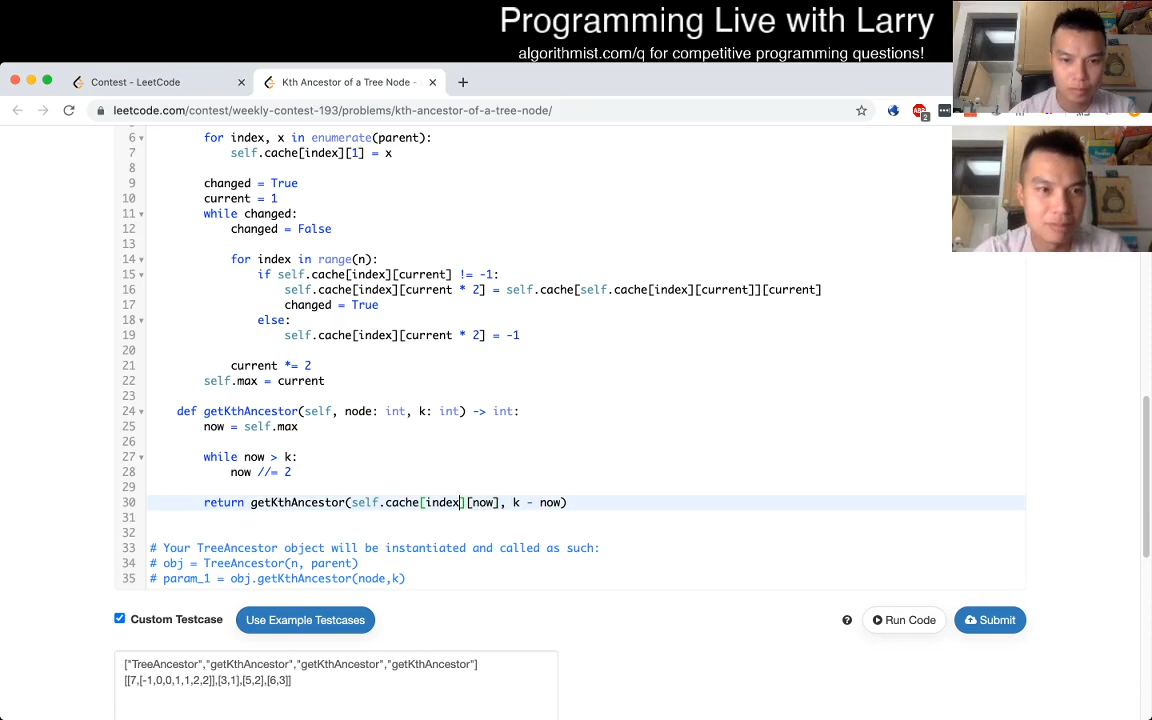 Programming Live with Larry
algorithmist.com/q for competitive programming questions!
Contest - LeetCode
Kth Ancestor of a Tree Node -
leetcode.com/contest/weekly-contest-193/problems/kth-ancestor-of-a-tree-node/
6 for index, x in enumerate(parent):
7 self.cache[index][1] = x
8
9 changed = True
10 current = 1
11 while changed:
12 changed = False
13
14 for index in range(n):
15 if self.cache[index][current] != -1:
16 self.cache[index][current * 2] = self.cache[self.cache[index][current]][current]
17 changed = True
18 else:
19 self.cache[index][current * 2] = -1
20
21 current *= 2
22 self.max = current
23
24 def getKthAncestor(self, node: int, k: int) -> int:
25 now = self.max
26
27 while now > k:
28 now //= 2
29
30 return getKthAncestor(self.cache[index][now], k - now)
31
32
33 # Your TreeAncestor object will be instantiated and called as such:
34 # obj = TreeAncestor(n, parent)
35 # param_1 = obj.getKthAncestor(node,k)
Custom Testcase
Use Example Testcases
Run Code
Submit
["TreeAncestor","getKthAncestor","getKthAncestor","getKthAncestor"]
[[7,[-1,0,0,1,1,2,2]],[3,1],[5,2],[6,3]]